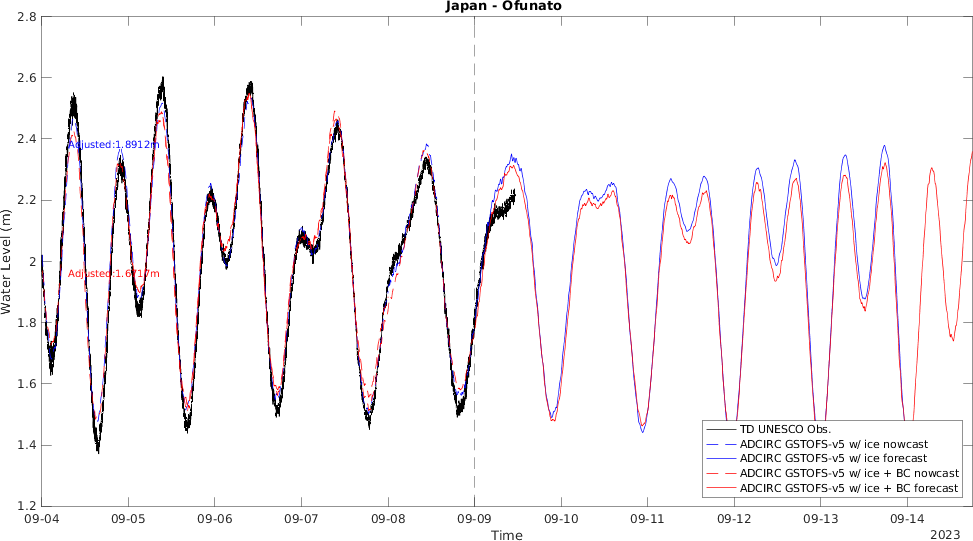 Japan - Ofunato
2.8
2.6
2.4
2.2
2
1.8
1.6
1.4
1.2
Water Level (m)
Adjusted:1.8912m
Adjusted:1.6717m
TD UNESCO Obs.
ADCIRC GSTOFS-v5 w/ ice nowcast
ADCIRC GSTOFS-v5 w/ ice forecast
ADCIRC GSTOFS-v5 w/ ice + BC nowcast
ADCIRC GSTOFS-v5 w/ ice + BC forecast
09-04 09-05 09-06 09-07 09-08 09-09 09-10 09-11 09-12 09-13 09-14
Time
2023